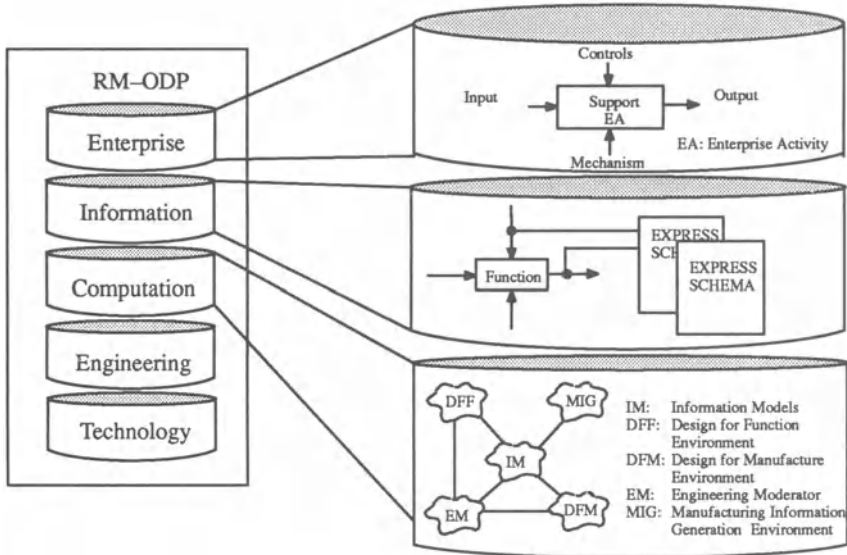 RM–ODP
Enterprise
Information
Computation
Engineering
Technology
Controls
Input
Support
EA
Output
Mechanism
EA: Enterprise Activity
Function
EXPRESS
SCH
EXPRESS
SCHEMA
DFF
MIG
IM
EM
DFM
IM: Information Models
DFF: Design for Function
Environment
DFM: Design for Manufacture
Environment
EM: Engineering Moderator
MIG: Manufacturing Information
Generation Environment